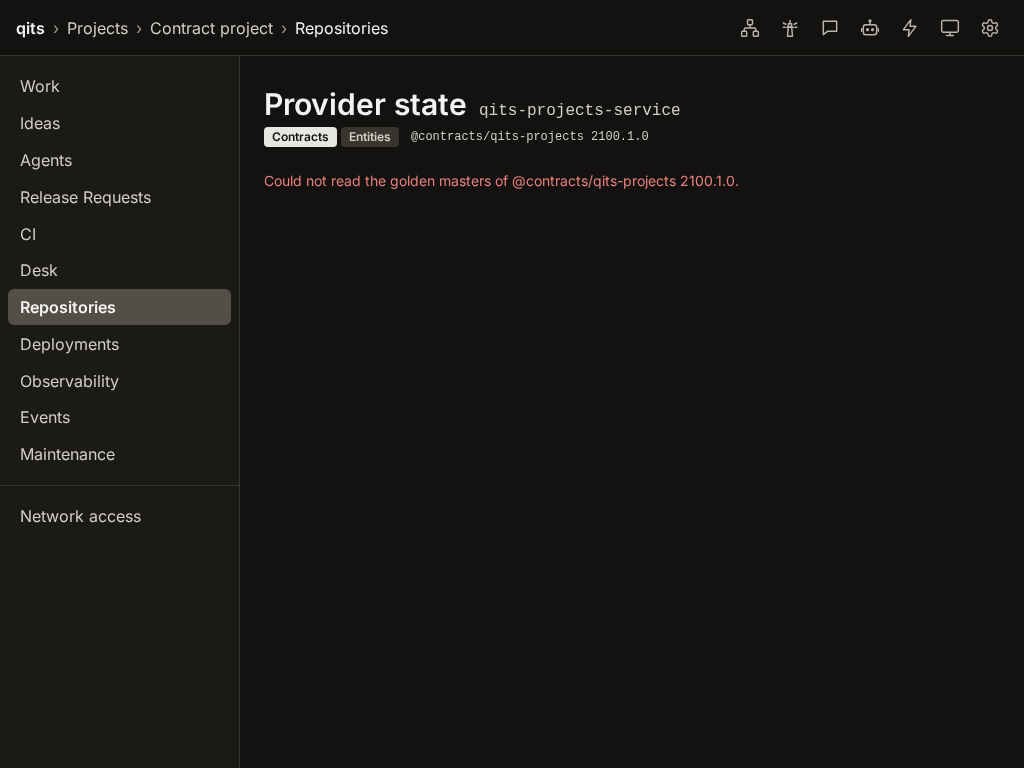 qits › Projects › Contract project › Repositories
Work
Ideas
Agents
Release Requests
CI
Desk
Repositories
Deployments
Observability
Events
Maintenance
Network access
Provider state qits-projects-service
Contracts Entities @contracts/qits-projects 2100.1.0
Could not read the golden masters of @contracts/qits-projects 2100.1.0.